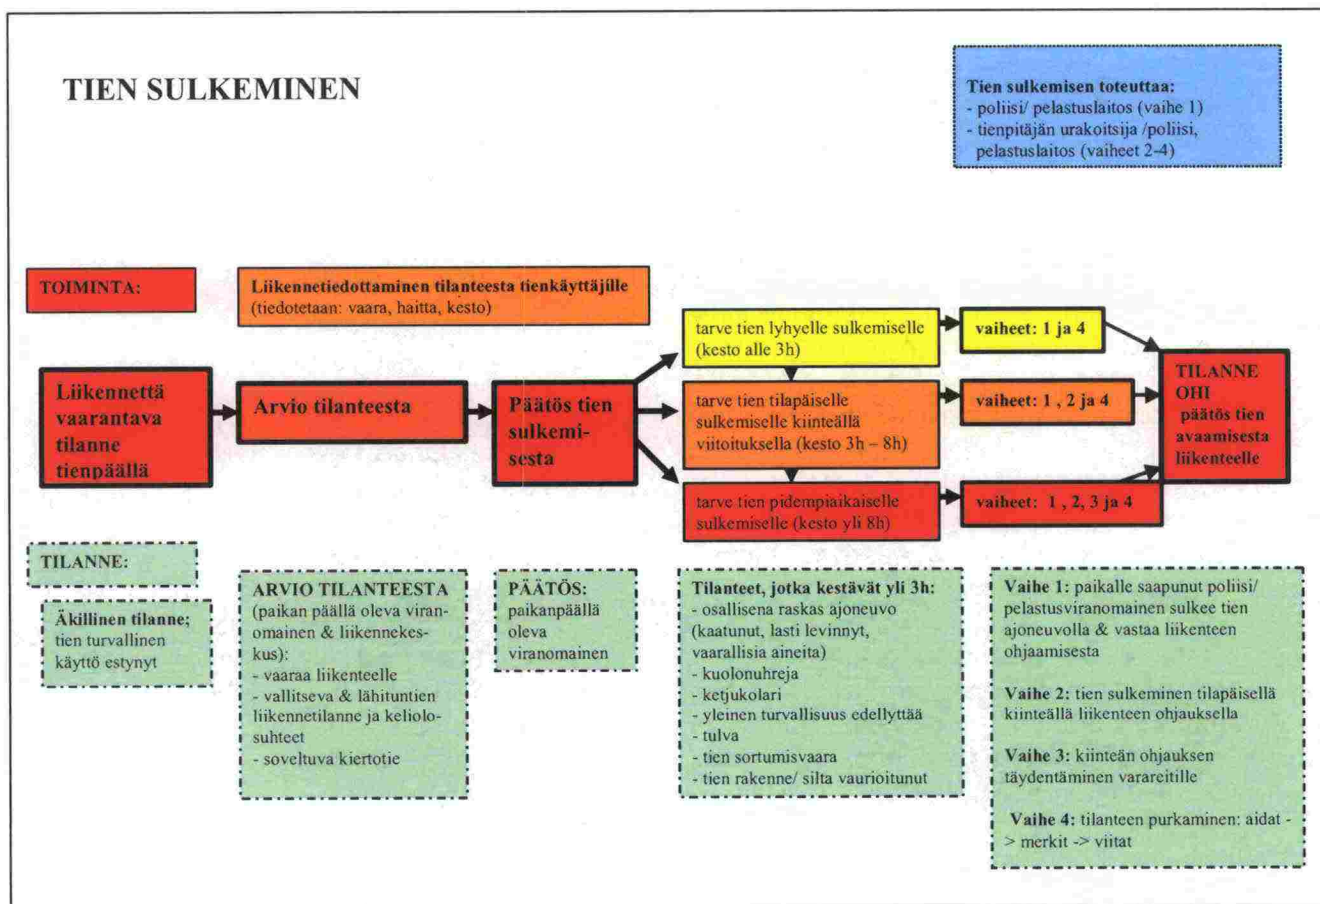 TIEN SULKEMINEN
Tien sulkemisen toteuttaa:
- poliisi/ pelastuslaitos (vaihe 1)
- tienpitäjän urakoitsija /poliisi,
pelastuslaitos (vaiheet 2-4)
TOIMINTA:
Liikennetiedottaminen tilanteesta tienkäyttäjille
(tiedotetaan: vaara, haitta, kesto)
Liikennettä
vaarantava
tilanne
tienpäällä
Arvio tilanteesta
Päätös tien
sulkemi-
sesta
tarve tien lyhyelle sulkemiselle
(kesto alle 3h)
vaiheet: 1 ja 4
tarve tien tilapäiselle
sulkemiselle kiinteällä
viitoituksella (kesto 3h – 8h)
vaiheet: 1 , 2 ja 4
tarve tien pidempiaikaiselle
sulkemiselle (kesto yli 8h)
vaiheet: 1 , 2, 3 ja 4
TILANNE
OHI
päätös tien
avaamisesta
liikenteelle
TILANNE:
Äkillinen tilanne;
tien turvallinen
käyttö estynyt
ARVIO TILANTEESTA
(paikan päällä oleva viran-
omainen & liikennekes-
kus):
- vaaraa liikenteelle
- vallitseva & lähituntien
liikennetilanne ja keliolo-
suhteet
- soveltuva kiertotie
PÄÄTÖS:
paikanpäällä
oleva
viranomainen
Tilanteet, jotka kestävät yli 3h:
- osallisena raskas ajoneuvo
(kaatunut, lasti levinnyt,
vaarallisia aineita)
- kuolonuhreja
- ketjukolari
- yleinen turvallisuus edellyttää
- tulva
- tien sortumisvaara
- tien rakenne/ silta vaurioitunut
Vaihe 1: paikalle saapunut poliisi/
pelastusviranomainen sulkee tien
ajoneuvolla & vastaa liikenteen
ohjaamisesta
Vaihe 2: tien sulkeminen tilapäisellä
kiinteällä liikenteen ohjauksella
Vaihe 3: kiinteän ohjauksen
täydentäminen varareitille
Vaihe 4: tilanteen purkaminen: aidat -
> merkit -> viitat